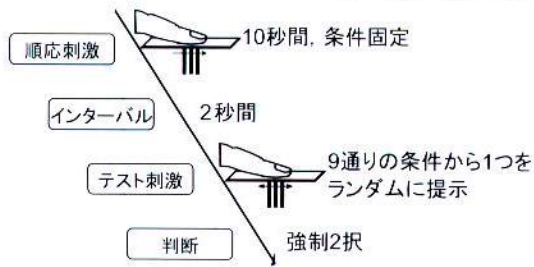 順応刺激
10秒間, 条件固定
インターバル
2秒間
テスト刺激
9通りの条件から1つを
ランダムに提示
判断
強制2択